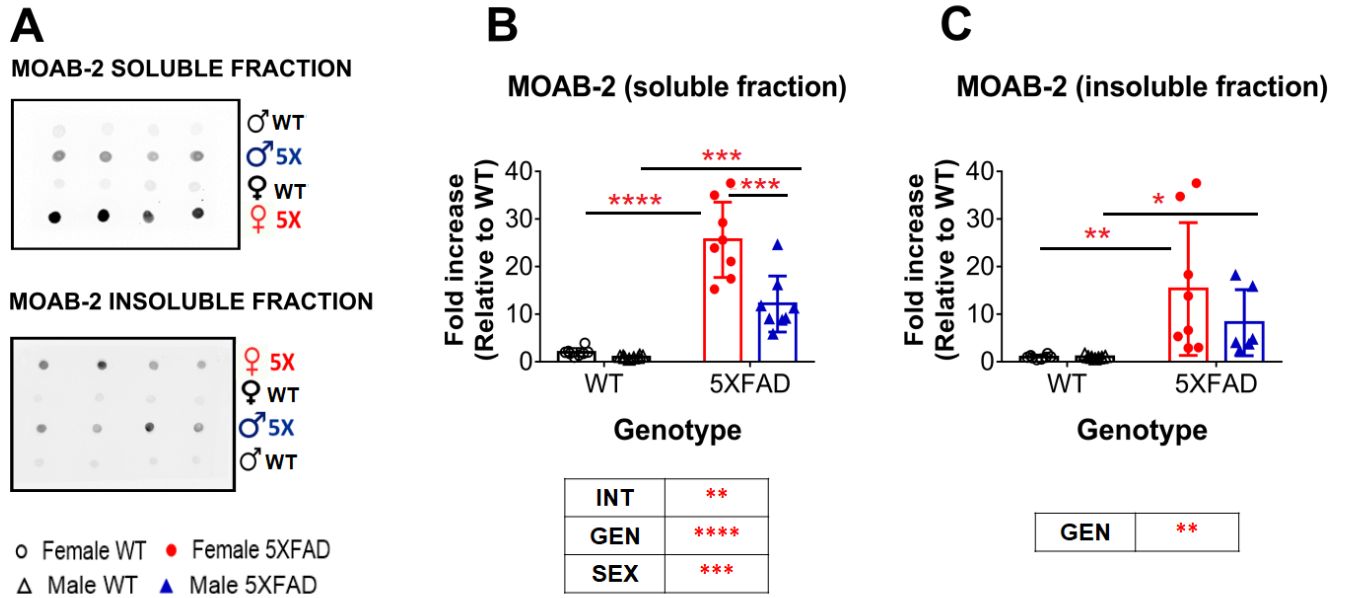 A
MOAB-2 SOLUBLE FRACTION
♂ WT
♂ 5X
♀ WT
♀ 5X
MOAB-2 INSOLUBLE FRACTION
♀ 5X
♀ WT
♂ 5X
♂ WT
○ Female WT ● Female 5XFAD
△ Male WT ▲ Male 5XFAD
B
MOAB-2 (soluble fraction)
Fold increase
(Relative to WT)
40
30
20
10
0
****
***
***
WT 5XFAD
Genotype
INT **
GEN ****
SEX ***
C
MOAB-2 (insoluble fraction)
Fold increase
(Relative to WT)
40
30
20
10
0
**
*
WT 5XFAD
Genotype
GEN **